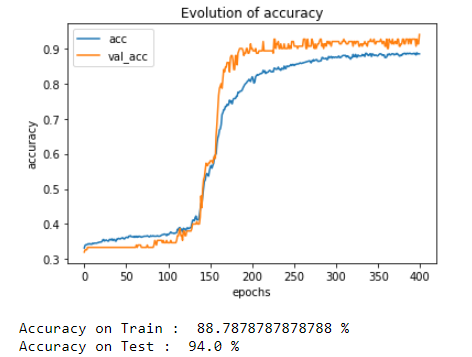 Evolution of accuracy
acc
val_acc
0.9
0.8
0.7
0.6
0.5
0.4
0.3
accuracy
0 50 100 150 200 250 300 350 400
epochs
Accuracy on Train : 88.7878787878788 %
Accuracy on Test : 94.0 %